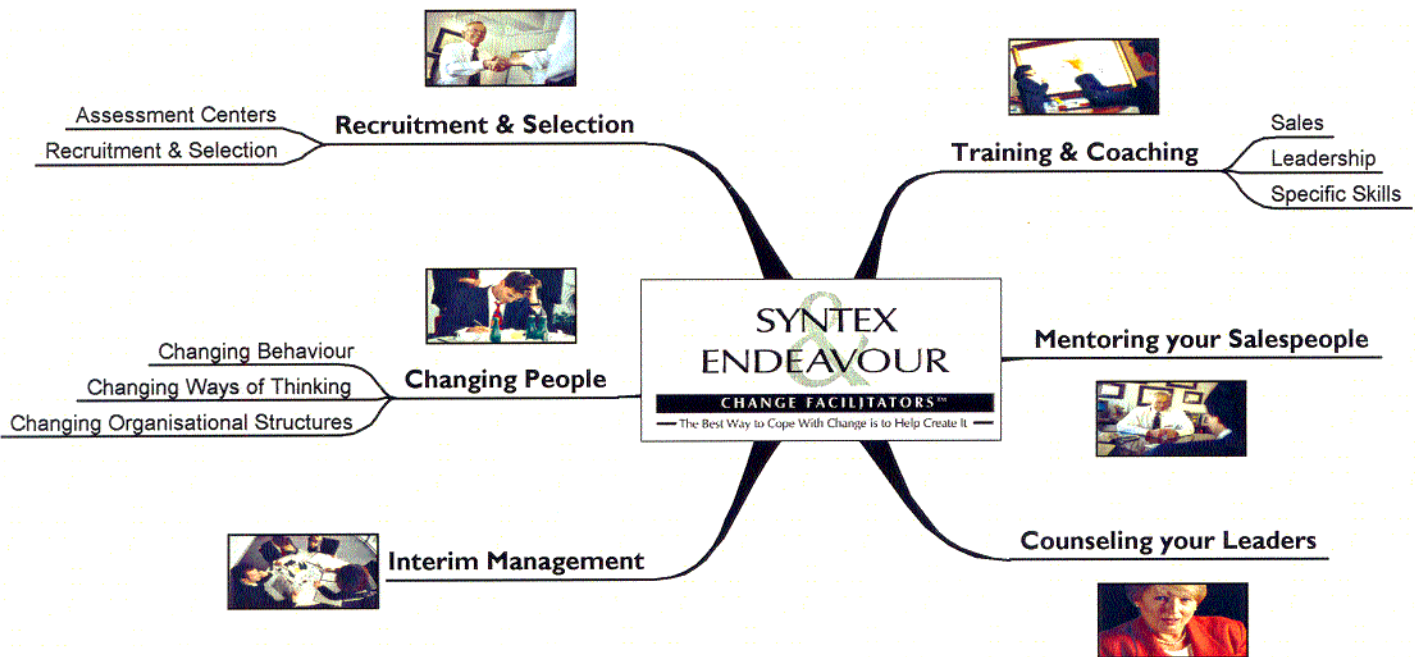 Recruitment & Selection
Assessment Centers
Recruitment & Selection
Training & Coaching
Sales
Leadership
Specific Skills
SYNTEX
&
ENDEAVOUR
CHANGE FACILITATORS™
The Best Way to Cope With Change is to Help Create It
Changing People
Changing Behaviour
Changing Ways of Thinking
Changing Organisational Structures
Mentoring your Salespeople
Interim Management
Counseling your Leaders